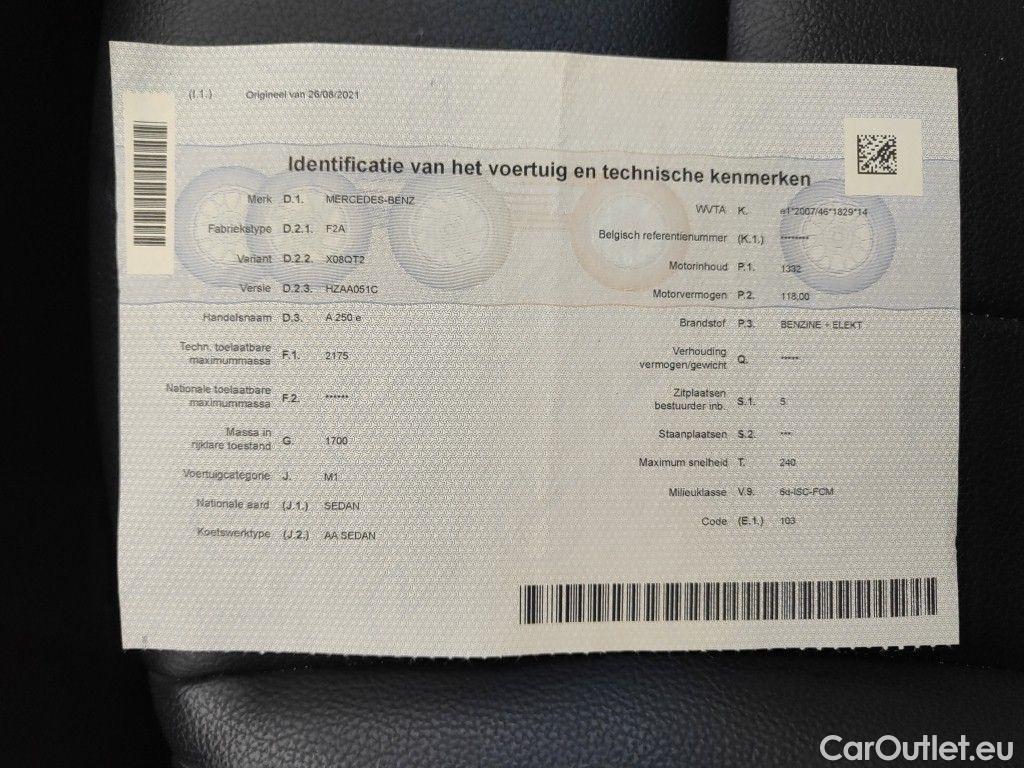 (I.1.) Origineel van 26/08/2021
Identificatie van het voertuig en technische kenmerken
Merk D.1. MERCEDES-BENZ
Fabriekstype D.2.1. F2A
Variant D.2.2. X08QT2
Versie D.2.3. HZAA051C
Handelsnaam D.3. A 250 e
Techn. toelaatbare
maximummassa F.1. 2175
Nationale toelaatbare
maximummassa F.2. ******
Massa in
rijklare toestand G. 1700
Voertuigcategorie J. M1
Nationale aard (J.1.) SEDAN
Koetswerktype (J.2.) AA SEDAN
WVTA K. e1*2007/46*1829*14
Belgisch referentienummer (K.1.) ********
Motorinhoud P.1. 1332
Motorvermogen P.2. 118,00
Brandstof P.3. BENZINE + ELEKT
Verhouding
vermogen/gewicht Q. *****
Zitplaatsen
bestuurder inb. S.1. 5
Staanplaatsen S.2. ***
Maximum snelheid T. 240
Milieuklasse V.9. 6d-ISC-FCM
Code (E.1.) 103
CarOutlet.eu